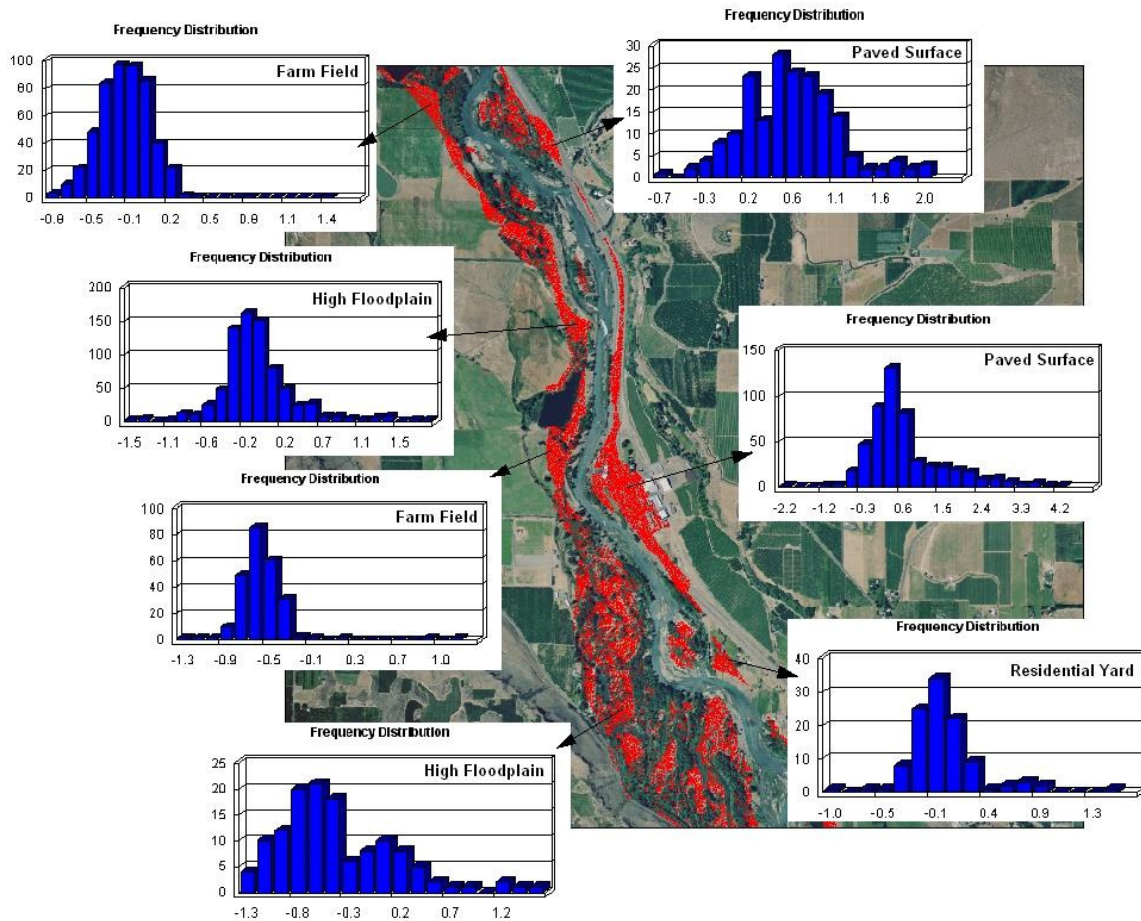 Frequency Distribution
Farm Field
100
80
60
40
20
0
-0.8 -0.5 -0.1 0.2 0.5 0.8 1.1 1.4
Frequency Distribution
Paved Surface
30
25
20
15
10
5
0
-0.7 -0.3 0.2 0.6 1.1 1.6 2.0
Frequency Distribution
High Floodplain
200
150
100
50
0
-1.5 -1.1 -0.6 -0.2 0.2 0.7 1.1 1.5
Frequency Distribution
Paved Surface
150
100
50
0
-2.2 -1.2 -0.3 0.6 1.5 2.4 3.3 4.2
Frequency Distribution
Farm Field
100
80
60
40
20
0
-1.3 -0.9 -0.5 -0.1 0.3 0.7 1.0
Frequency Distribution
Residential Yard
40
30
20
10
0
-1.0 -0.5 -0.1 0.4 0.9 1.3
Frequency Distribution
High Floodplain
25
20
15
10
5
0
-1.3 -0.8 -0.3 0.2 0.7 1.2